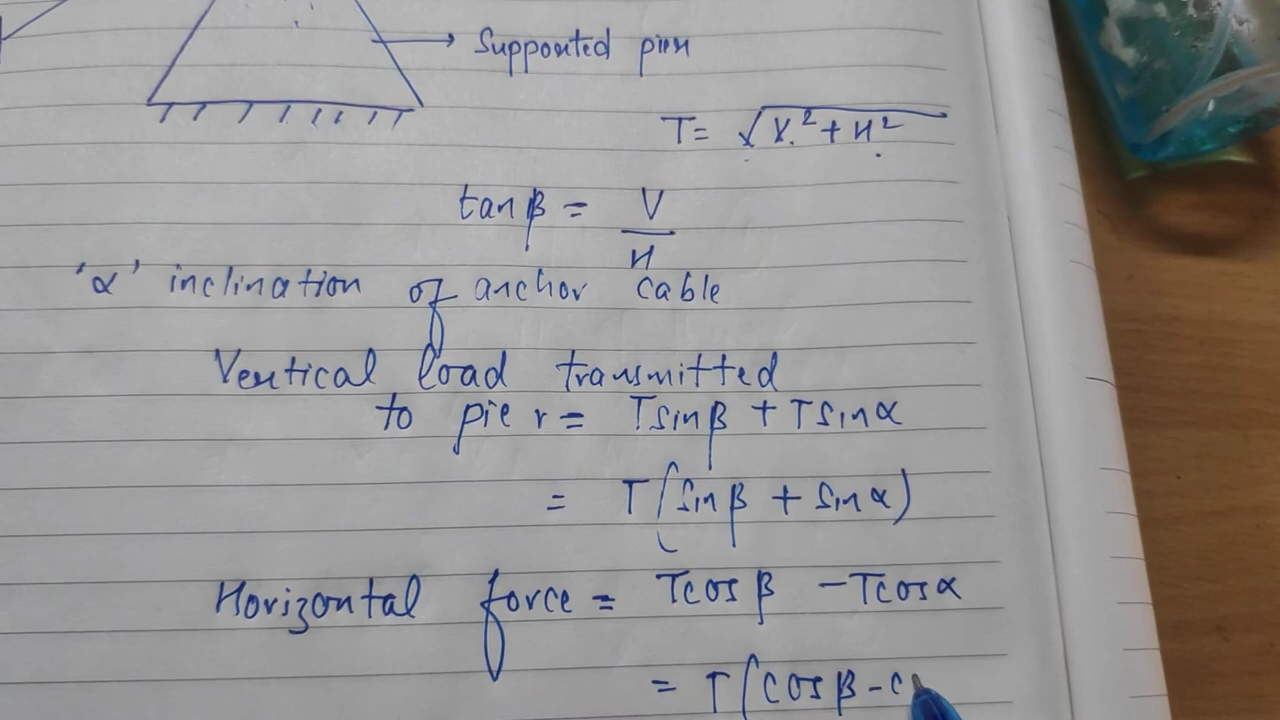 Supported pier
T = √V² + H²
tan β = V/H
'α' inclination of anchor cable
Vertical load transmitted
to pier = T sin β + T sin α
= T (sin β + sin α)
Horizontal force = T cos β - T cos α
= T (cos β - c